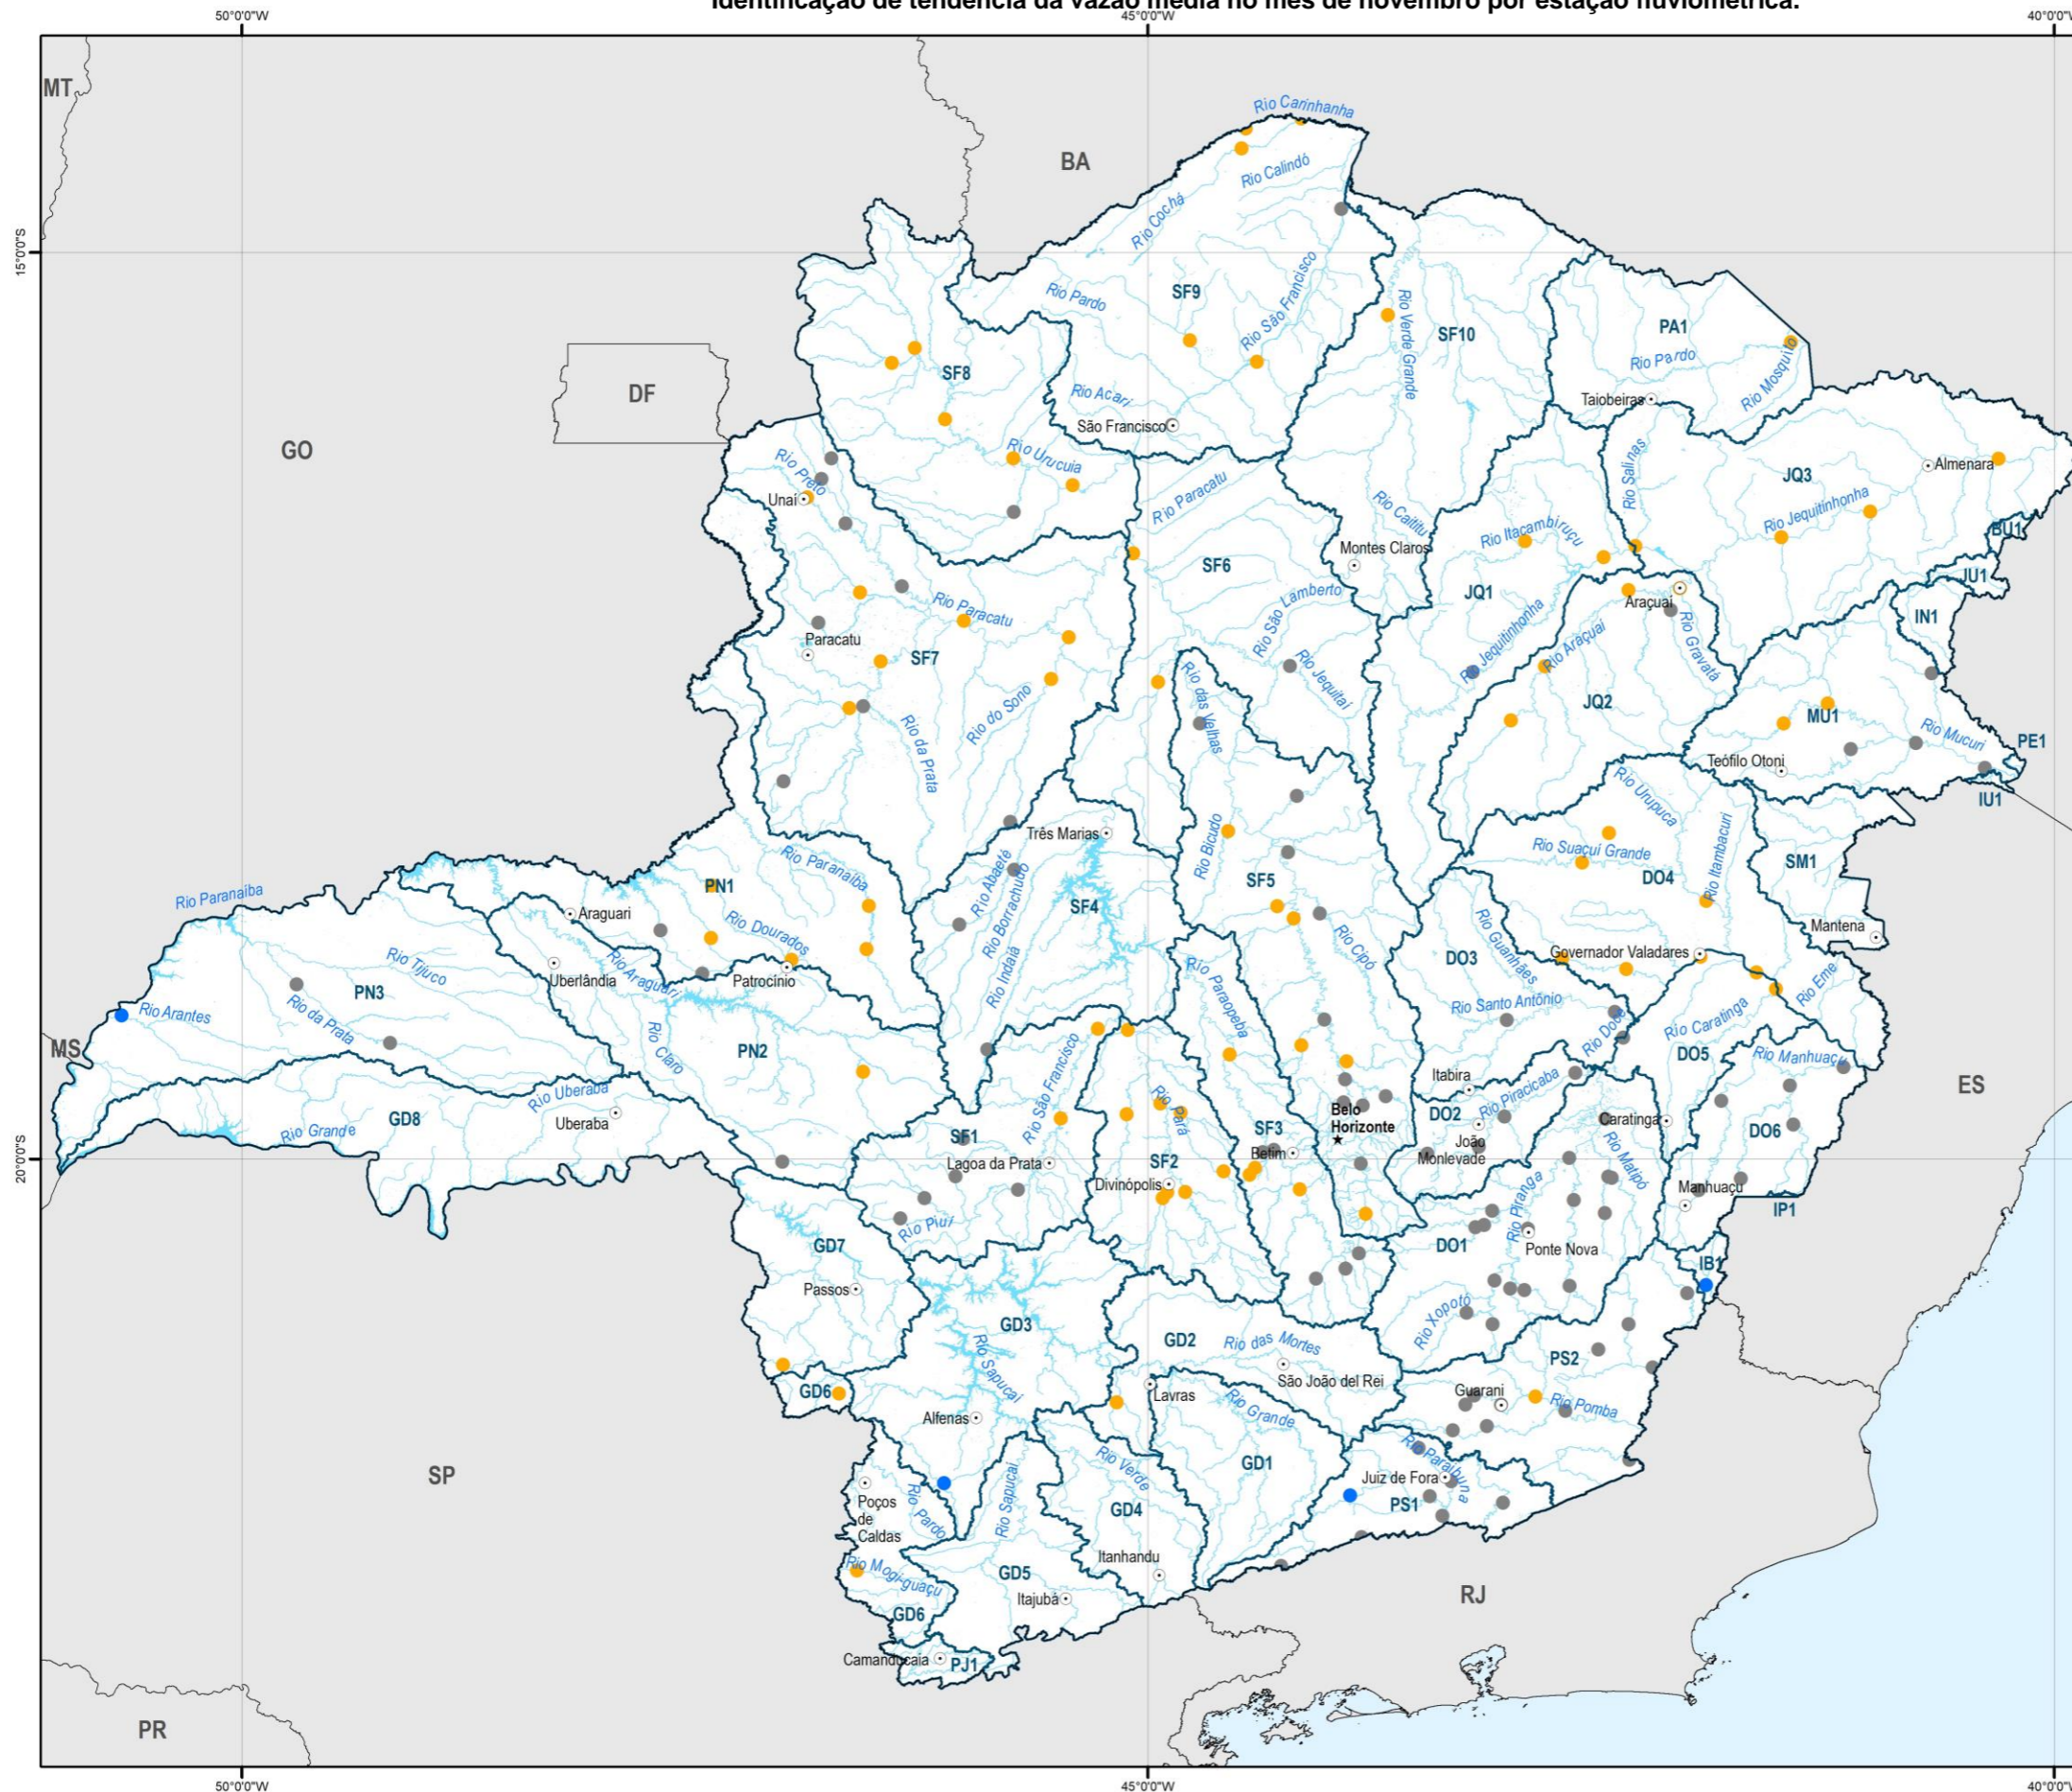 Identificação de tendência da vazão média no mês de novembro por estação fluviométrica.
50°0'0"W
45°0'0"W
40°0'0"W
MT
Rio Carinhanha
BA
Rio Calindó
Rio Cochá
15°0'0"S
Rio São Francisco
SF9
Rio Pardo
Rio Verde Grande
SF10
PA1
Rio Pardo
Rio Mosquito
DF
SF8
Rio Acari
Taiobeiras
São Francisco
GO
Rio Urucuia
Rio Preto
Unaí
Rio Paracatu
Rio Salinas
JQ3
Almenara
Rio Caititu
Rio Jequitinhonha
Rio Itacambiruçu
BU1
Montes Claros
SF6
JU1
JQ1
Araçuaí
Rio São Lamberto
Rio Paracatu
IN1
Paracatu
SF7
Rio Jequitinhonha
Rio Araçuaí
Rio Gravatá
Rio Jequitaí
Rio das Velhas
JQ2
Rio do Sono
MU1
Rio da Prata
Rio Mucuri
PE1
Teófilo Otoni
Rio Urupuca
IU1
Três Marias
Rio Bicudo
Rio Suaçuí Grande
Rio Itambacuri
SM1
Rio Paranaíba
Rio Abaeté
Rio Borrachudo
SF5
DO4
PN1
Rio Paranaíba
SF4
Araguari
Rio Dourados
Rio Guanhães
Mantena
Rio Cipó
DO3
Governador Valadares
Rio Tijuco
Rio Indaiá
Uberlândia
Rio Araguari
Patrocínio
Rio Paraopeba
Rio Eme
PN3
Rio Arantes
Rio da Prata
Rio Santo Antônio
Rio Doce
Rio Caratinga
MS
Rio Claro
PN2
Rio São Francisco
DO5
Rio Manhuaçu
Itabira
ES
Rio Uberaba
Rio Piracicaba
GD8
Uberaba
Rio Pará
Belo
Horizonte
DO2
Caratinga
Rio Grande
SF1
SF3
João
Monlevade
DO6
20°0'0"S
Lagoa da Prata
SF2
Betim
Rio Matipó
Divinópolis
Manhuaçu
Rio Piranga
IP1
Rio Piuí
GD7
DO1
Ponte Nova
IB1
Passos
Rio Xopotó
GD3
GD2
Rio das Mortes
PS2
Rio Sapucaí
São João del Rei
GD6
Lavras
Guarani
Rio Pomba
Alfenas
Rio Grande
SP
Rio Verde
GD1
Rio Paraibuna
Juiz de Fora
Poços
de
Caldas
Rio Pardo
Rio Sapucaí
GD4
PS1
Itanhandu
Rio Mogi-guaçu
GD5
Itajubá
RJ
GD6
Camanducaia
PJ1
PR
50°0'0"W
45°0'0"W
40°0'0"W